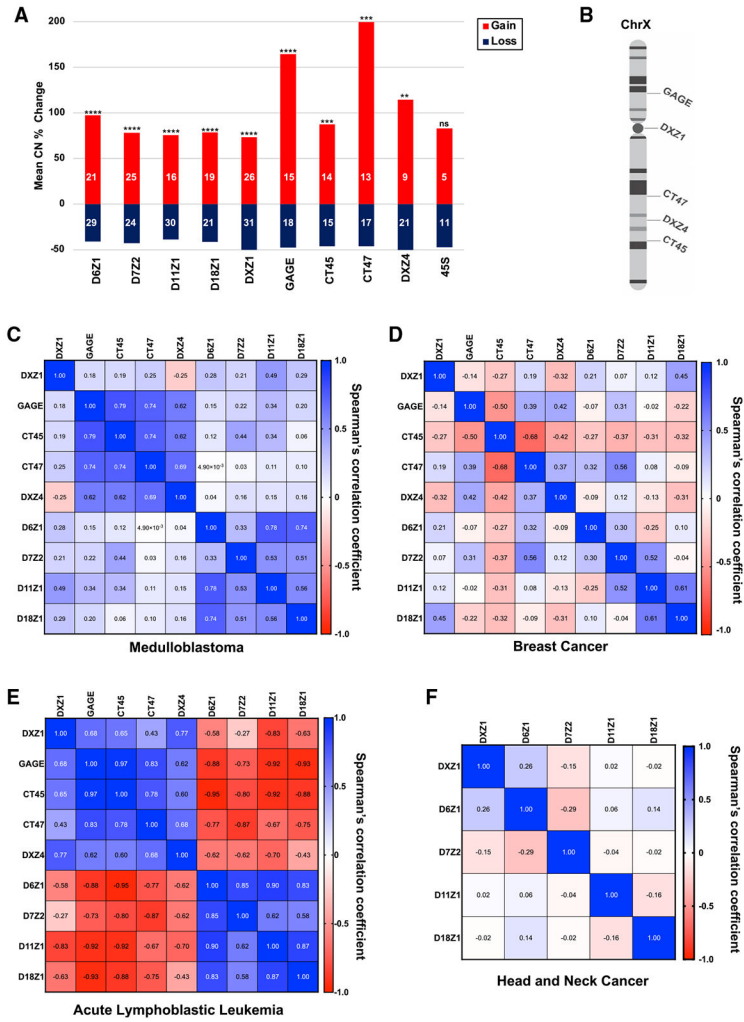 A
Gain
Loss
Mean CN % Change
200
150
100
50
0
-50
**** **** **** **** **** **** *** *** ** ns
21 25 16 19 26 15 14 13 9 5
29 24 30 21 31 18 15 17 21 11
D6Z1 D7Z2 D11Z1 D18Z1 DXZ1 GAGE CT45 CT47 DXZ4 45S
B
ChrX
GAGE
DXZ1
CT47
DXZ4
CT45
C
DXZ1 GAGE CT45 CT47 DXZ4 D6Z1 D7Z2 D11Z1 D18Z1
DXZ1 1.00 0.18 0.19 0.25 -0.25 0.28 0.21 0.49 0.29
GAGE 0.18 1.00 0.79 0.74 0.62 0.15 0.22 0.34 0.20
CT45 0.19 0.79 1.00 0.74 0.62 0.12 0.44 0.34 0.06
CT47 0.25 0.74 0.74 1.00 0.69 4.90×10⁻³ 0.03 0.11 0.10
DXZ4 -0.25 0.62 0.62 0.69 1.00 0.04 0.16 0.15 0.16
D6Z1 0.28 0.15 0.12 4.90×10⁻³ 0.04 1.00 0.33 0.78 0.74
D7Z2 0.21 0.22 0.44 0.03 0.16 0.33 1.00 0.53 0.51
D11Z1 0.49 0.34 0.34 0.11 0.15 0.78 0.53 1.00 0.56
D18Z1 0.29 0.20 0.06 0.10 0.16 0.74 0.51 0.56 1.00
1.0
0.5
0
-0.5
-1.0
Spearman's correlation coefficient
Medulloblastoma
D
DXZ1 GAGE CT45 CT47 DXZ4 D6Z1 D7Z2 D11Z1 D18Z1
DXZ1 1.00 -0.14 -0.27 0.19 -0.32 0.21 0.07 0.12 0.45
GAGE -0.14 1.00 -0.50 0.39 0.42 -0.07 0.31 -0.02 -0.22
CT45 -0.27 -0.50 1.00 -0.68 -0.42 -0.27 -0.37 -0.31 -0.32
CT47 0.19 0.39 -0.68 1.00 0.37 0.32 0.56 0.08 -0.09
DXZ4 -0.32 0.42 -0.42 0.37 1.00 -0.09 0.12 -0.13 -0.31
D6Z1 0.21 -0.07 -0.27 0.32 -0.09 1.00 0.30 -0.25 0.10
D7Z2 0.07 0.31 -0.37 0.56 0.12 0.30 1.00 0.52 -0.04
D11Z1 0.12 -0.02 -0.31 0.08 -0.13 -0.25 0.52 1.00 0.61
D18Z1 0.45 -0.22 -0.32 -0.09 -0.31 0.10 -0.04 0.61 1.00
1.0
0.5
0
-0.5
-1.0
Spearman's correlation coefficient
Breast Cancer
E
DXZ1 GAGE CT45 CT47 DXZ4 D6Z1 D7Z2 D11Z1 D18Z1
DXZ1 1.00 0.68 0.65 0.43 0.77 -0.58 -0.27 -0.83 -0.63
GAGE 0.68 1.00 0.97 0.83 0.62 -0.88 -0.73 -0.92 -0.93
CT45 0.65 0.97 1.00 0.78 0.60 -0.95 -0.80 -0.92 -0.88
CT47 0.43 0.83 0.78 1.00 0.68 -0.77 -0.87 -0.67 -0.75
DXZ4 0.77 0.62 0.60 0.68 1.00 -0.62 -0.62 -0.70 -0.43
D6Z1 -0.58 -0.88 -0.95 -0.77 -0.62 1.00 0.85 0.90 0.83
D7Z2 -0.27 -0.73 -0.80 -0.87 -0.62 0.85 1.00 0.62 0.58
D11Z1 -0.83 -0.92 -0.92 -0.67 -0.70 0.90 0.62 1.00 0.87
D18Z1 -0.63 -0.93 -0.88 -0.75 -0.43 0.83 0.58 0.87 1.00
1.0
0.5
0
-0.5
-1.0
Spearman's correlation coefficient
Acute Lymphoblastic Leukemia
F
DXZ1 D6Z1 D7Z2 D11Z1 D18Z1
DXZ1 1.00 0.26 -0.15 0.02 -0.02
D6Z1 0.26 1.00 -0.29 0.06 0.14
D7Z2 -0.15 -0.29 1.00 -0.04 -0.02
D11Z1 0.02 0.06 -0.04 1.00 -0.16
D18Z1 -0.02 0.14 -0.02 -0.16 1.00
1.0
0.5
0
-0.5
-1.0
Spearman's correlation coefficient
Head and Neck Cancer